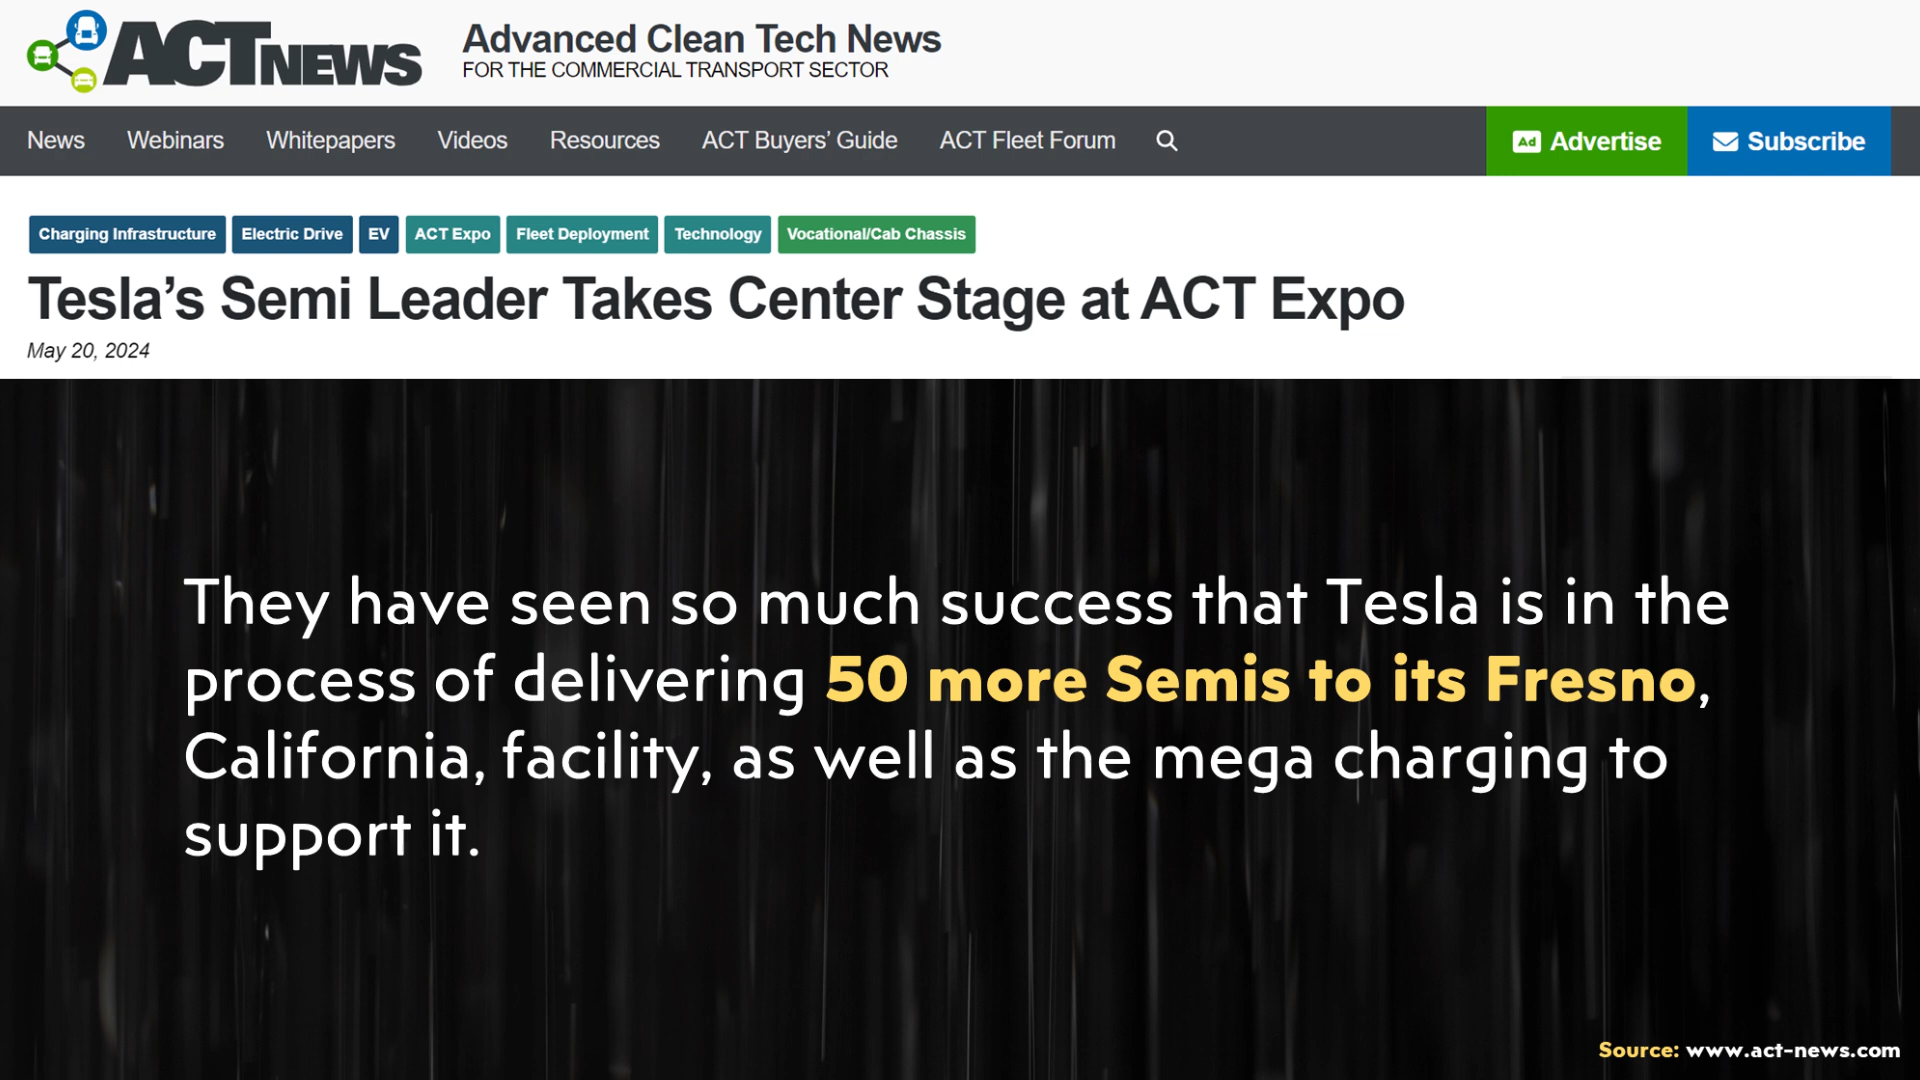 ACTNEWS
Advanced Clean Tech News
FOR THE COMMERCIAL TRANSPORT SECTOR
News Webinars Whitepapers Videos Resources ACT Buyers’ Guide ACT Fleet Forum Ad Advertise Subscribe
Charging Infrastructure Electric Drive EV ACT Expo Fleet Deployment Technology Vocational/Cab Chassis
Tesla’s Semi Leader Takes Center Stage at ACT Expo
May 20, 2024
They have seen so much success that Tesla is in the
process of delivering 50 more Semis to its Fresno,
California, facility, as well as the mega charging to
support it.
Source: www.act-news.com